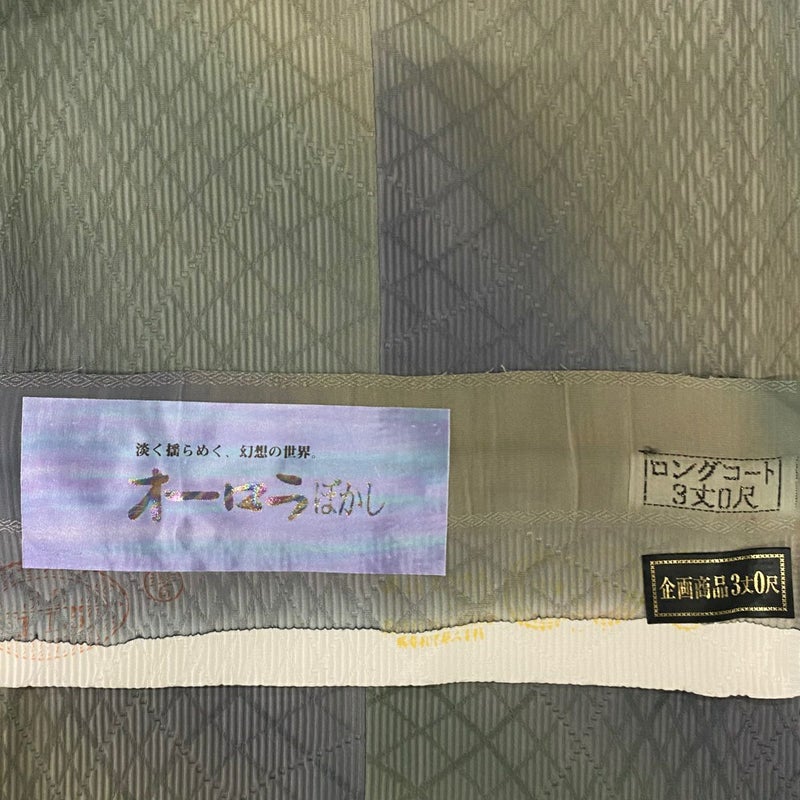 淡く揺らめく、幻想の世界。
オーロラぼかし
ロングコート
3丈0尺
企画商品3丈0尺